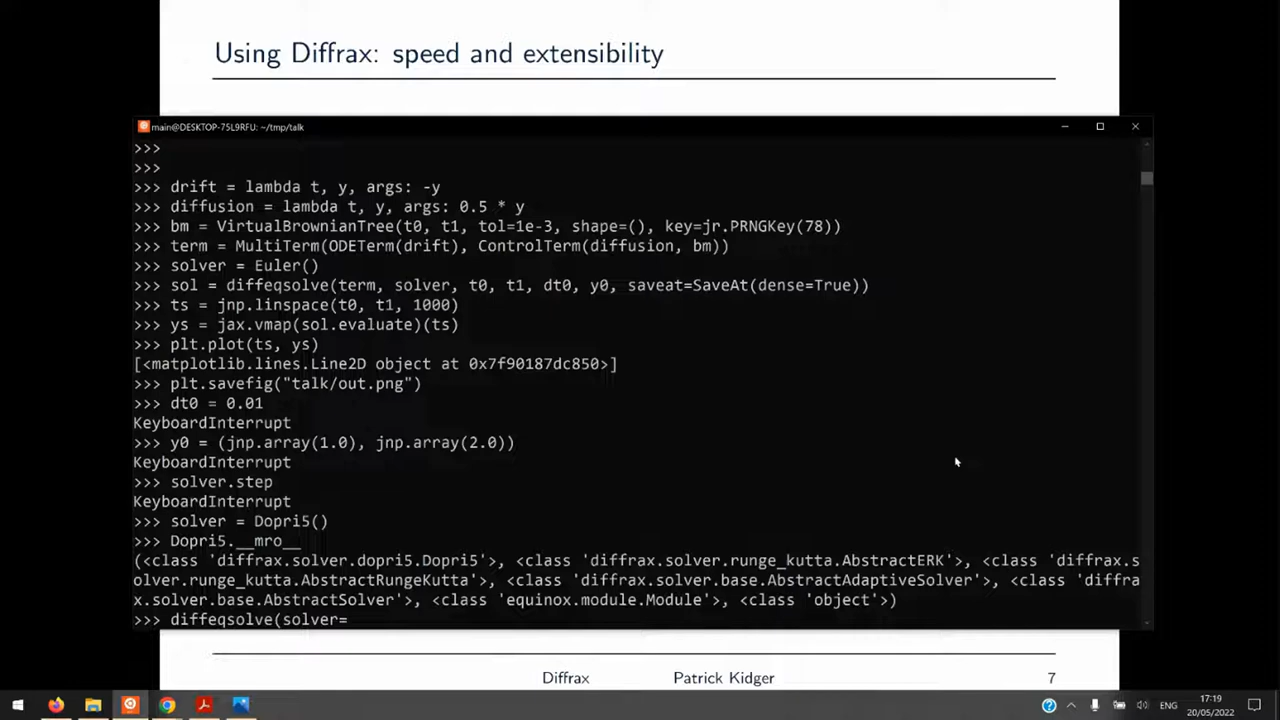 Using Diffrax: speed and extensibility
main@DESKTOP-75L9RFU: ~/tmp/talk
>>>
>>>
>>> drift = lambda t, y, args: -y
>>> diffusion = lambda t, y, args: 0.5 * y
>>> bm = VirtualBrownianTree(t0, t1, tol=1e-3, shape=(), key=jr.PRNGKey(78))
>>> term = MultiTerm(ODETerm(drift), ControlTerm(diffusion, bm))
>>> solver = Euler()
>>> sol = diffeqsolve(term, solver, t0, t1, dt0, y0, saveat=SaveAt(dense=True))
>>> ts = jnp.linspace(t0, t1, 1000)
>>> ys = jax.vmap(sol.evaluate)(ts)
>>> plt.plot(ts, ys)
[<matplotlib.lines.Line2D object at 0x7f90187dc850>]
>>> plt.savefig("talk/out.png")
>>> dt0 = 0.01
KeyboardInterrupt
>>> y0 = (jnp.array(1.0), jnp.array(2.0))
KeyboardInterrupt
>>> solver.step
KeyboardInterrupt
>>> solver = Dopri5()
>>> Dopri5.__mro__
(<class 'diffrax.solver.dopri5.Dopri5'>, <class 'diffrax.solver.runge_kutta.AbstractERK'>, <class 'diffrax.s
olver.runge_kutta.AbstractRungeKutta'>, <class 'diffrax.solver.base.AbstractAdaptiveSolver'>, <class 'diffra
x.solver.base.AbstractSolver'>, <class 'equinox.module.Module'>, <class 'object'>)
>>> diffeqsolve(solver=
Diffrax Patrick Kidger 7
ENG 17:19
20/05/2022